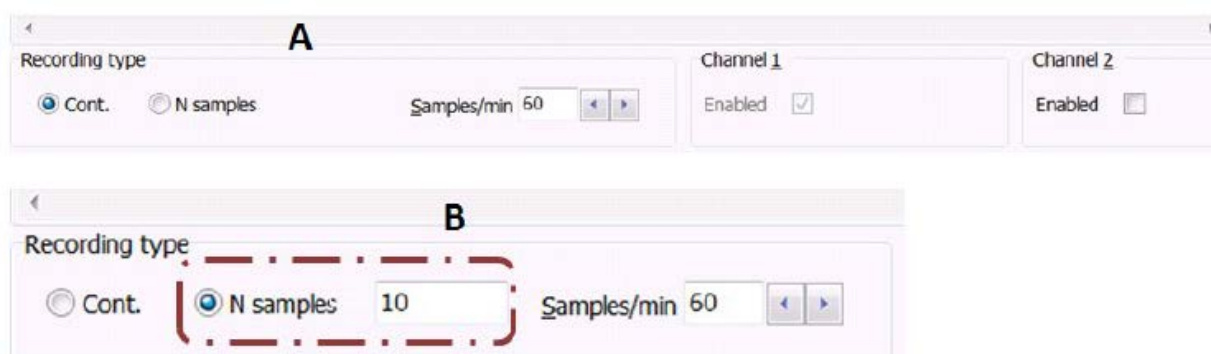 A
Recording type Channel 1 Channel 2
Cont. N samples Samples/min 60 Enabled Enabled
B
Recording type
Cont. N samples 10 Samples/min 60